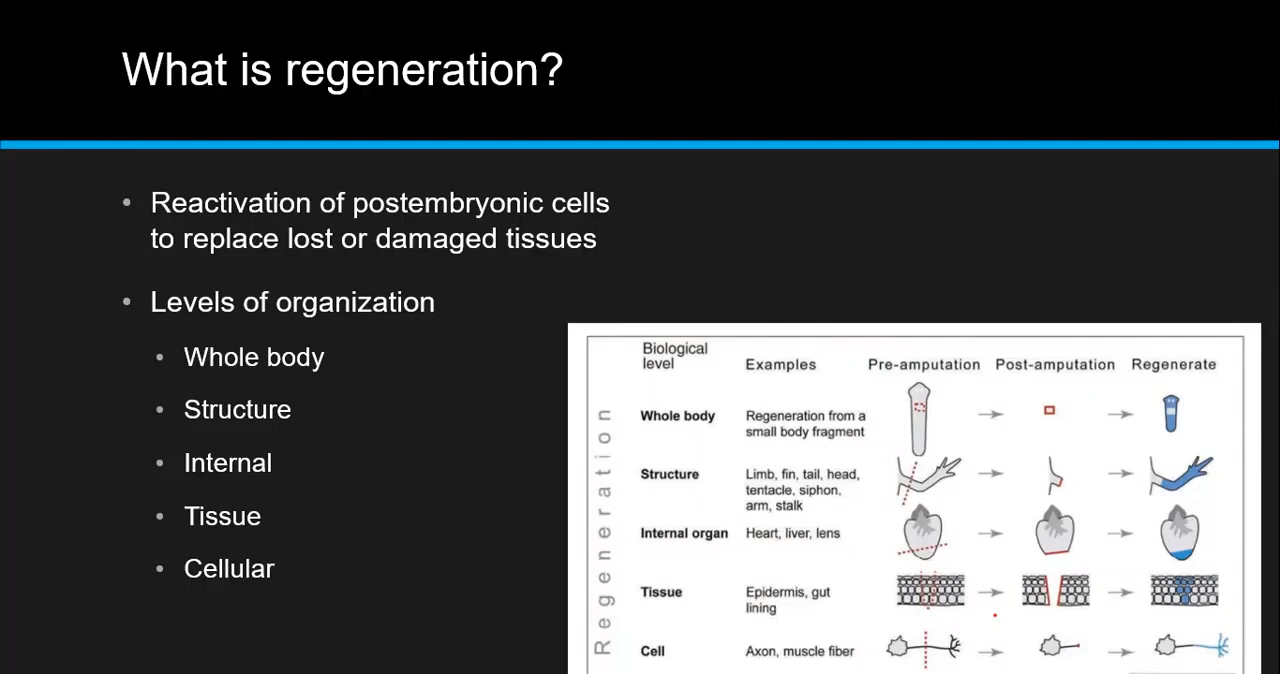 What is regeneration?
• Reactivation of postembryonic cells
to replace lost or damaged tissues
• Levels of organization
• Whole body
• Structure
• Internal
• Tissue
• Cellular
Regeneration
Biological
level
Examples
Pre-amputation
Post-amputation
Regenerate
Whole body
Regeneration from a
small body fragment
Structure
Limb, fin, tail, head,
tentacle, siphon,
arm, stalk
Internal organ
Heart, liver, lens
Tissue
Epidermis, gut
lining
Cell
Axon, muscle fiber